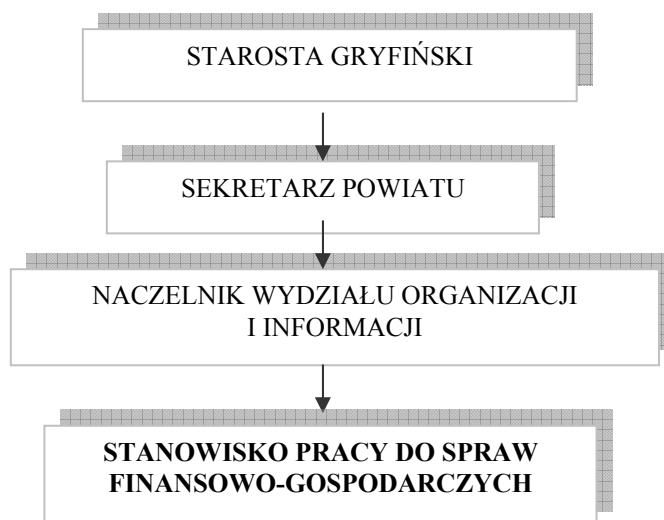 STAROSTA GRYFIŃSKI
SEKRETARZ POWIATU
NACZELNIK WYDZIAŁU ORGANIZACJI
I INFORMACJI
STANOWISKO PRACY DO SPRAW
FINANSOWO-GOSPODARCZYCH